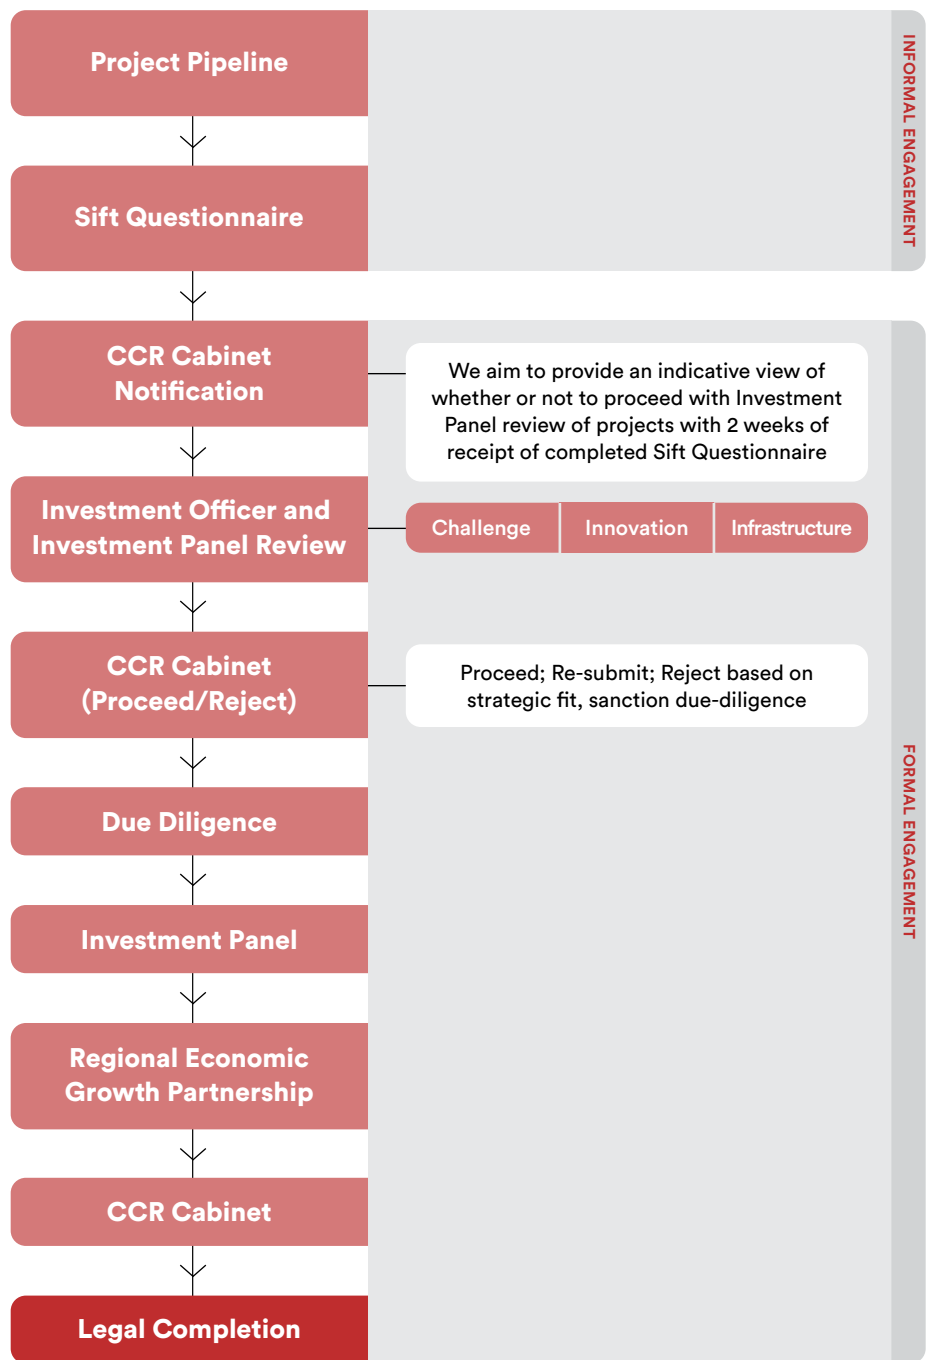 Project Pipeline
INFORMAL ENGAGEMENT
Sift Questionnaire
CCR Cabinet
Notification
We aim to provide an indicative view of
whether or not to proceed with Investment
Panel review of projects with 2 weeks of
receipt of completed Sift Questionnaire
Investment Officer and
Investment Panel Review
Challenge
Innovation
Infrastructure
CCR Cabinet
(Proceed/Reject)
Proceed; Re-submit; Reject based on
strategic fit, sanction due-diligence
FORMAL ENGAGEMENT
Due Diligence
Investment Panel
Regional Economic
Growth Partnership
CCR Cabinet
Legal Completion